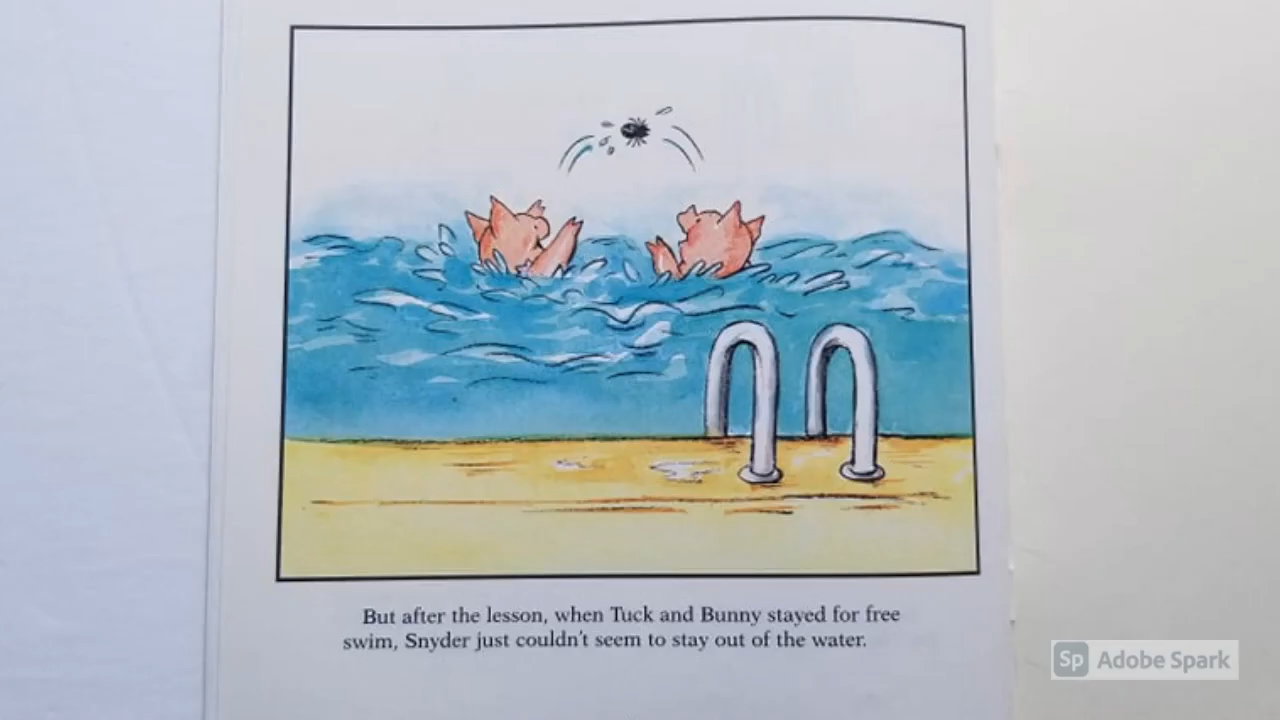 But after the lesson, when Tuck and Bunny stayed for free
swim, Snyder just couldn't seem to stay out of the water.
Sp Adobe Spark